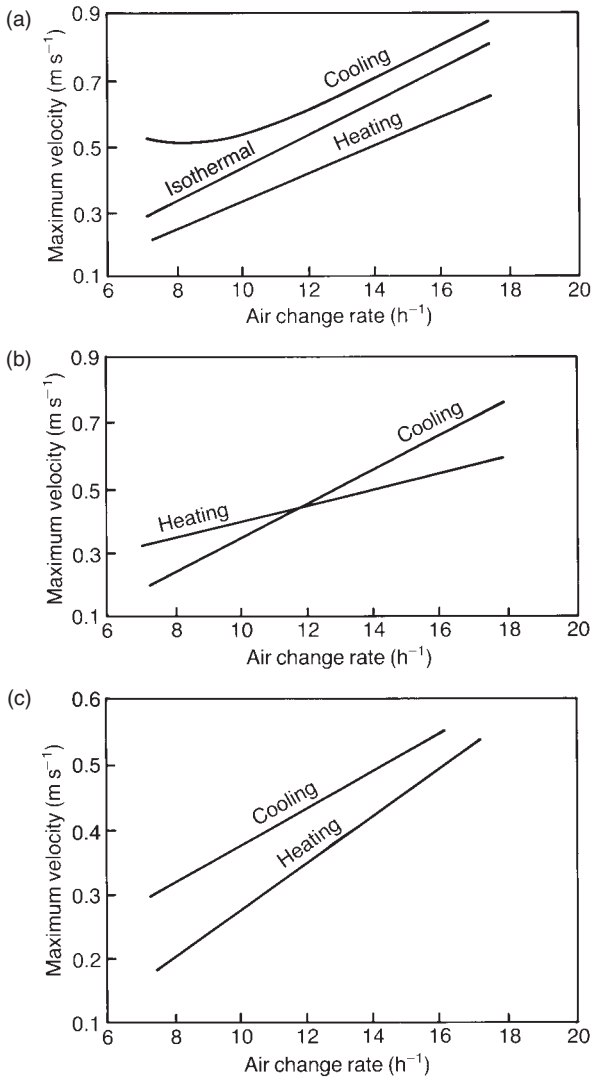 (a)
0.9
0.7
0.5
0.3
0.1
Maximum velocity (m s⁻¹)
Cooling
Isothermal
Heating
6 8 10 12 14 16 18 20
Air change rate (h⁻¹)
(b)
0.9
0.7
0.5
0.3
0.1
Maximum velocity (m s⁻¹)
Cooling
Heating
6 8 10 12 14 16 18 20
Air change rate (h⁻¹)
(c)
0.6
0.5
0.4
0.3
0.2
0.1
Maximum velocity (m s⁻¹)
Cooling
Heating
6 8 10 12 14 16 18 20
Air change rate (h⁻¹)